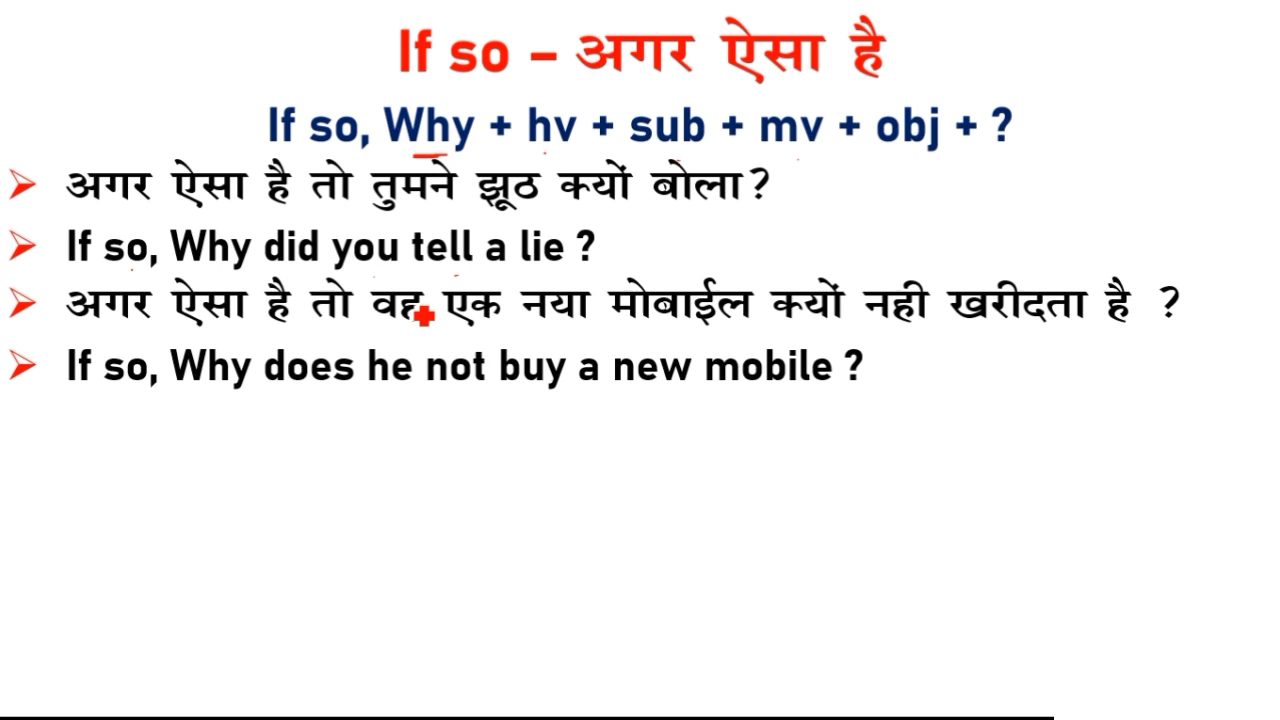 If so – अगर ऐसा है
If so, Why + hv + sub + mv + obj + ?
➢ अगर ऐसा है तो तुमने झूठ क्यों बोला?
➢ If so, Why did you tell a lie ?
➢ अगर ऐसा है तो वह एक नया मोबाईल क्यों नही खरीदता है ?
➢ If so, Why does he not buy a new mobile ?